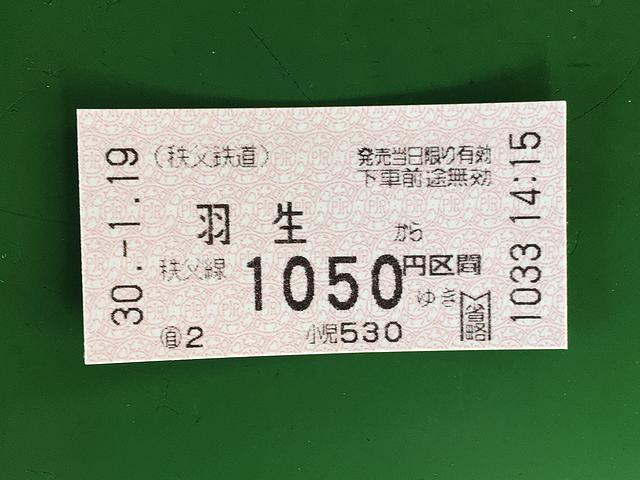 (秩父鉄道)
発売当日限り有効
下車前途無効
羽生 から
秩父線 1050円区間
ゆき 省略
㊂2 小児530
30.-1.19
1033 14:15